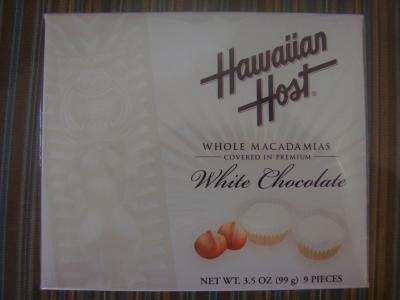 Hawaiian
Host®
WHOLE MACADAMIAS
COVERED IN PREMIUM
White Chocolate
NET WT. 3.5 OZ (99 g) 9 PIECES